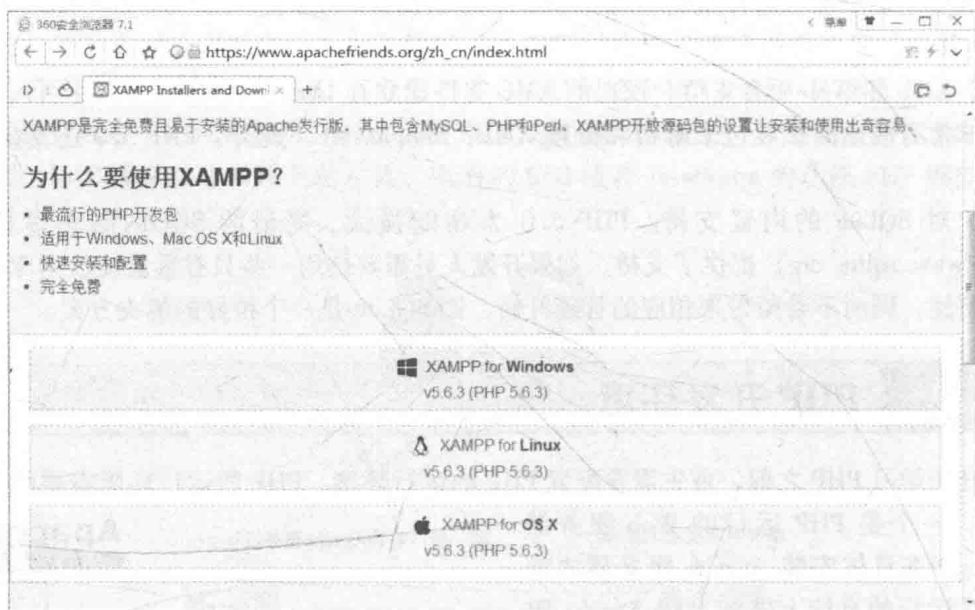 360安全浏览器 7.1
菜单
https://www.apachefriends.org/zh_cn/index.html
XAMPP Installers and Downl × +
XAMPP是完全免费且易于安装的Apache发行版，其中包含MySQL、PHP和Perl。XAMPP开放源码包的设置让安装和使用出奇容易。
为什么要使用XAMPP？
• 最流行的PHP开发包
• 适用于Windows、Mac OS X和Linux
• 快速安装和配置
• 完全免费
XAMPP for Windows
v5.6.3 (PHP 5.6.3)
XAMPP for Linux
v5.6.3 (PHP 5.6.3)
XAMPP for OS X
v5.6.3 (PHP 5.6.3)